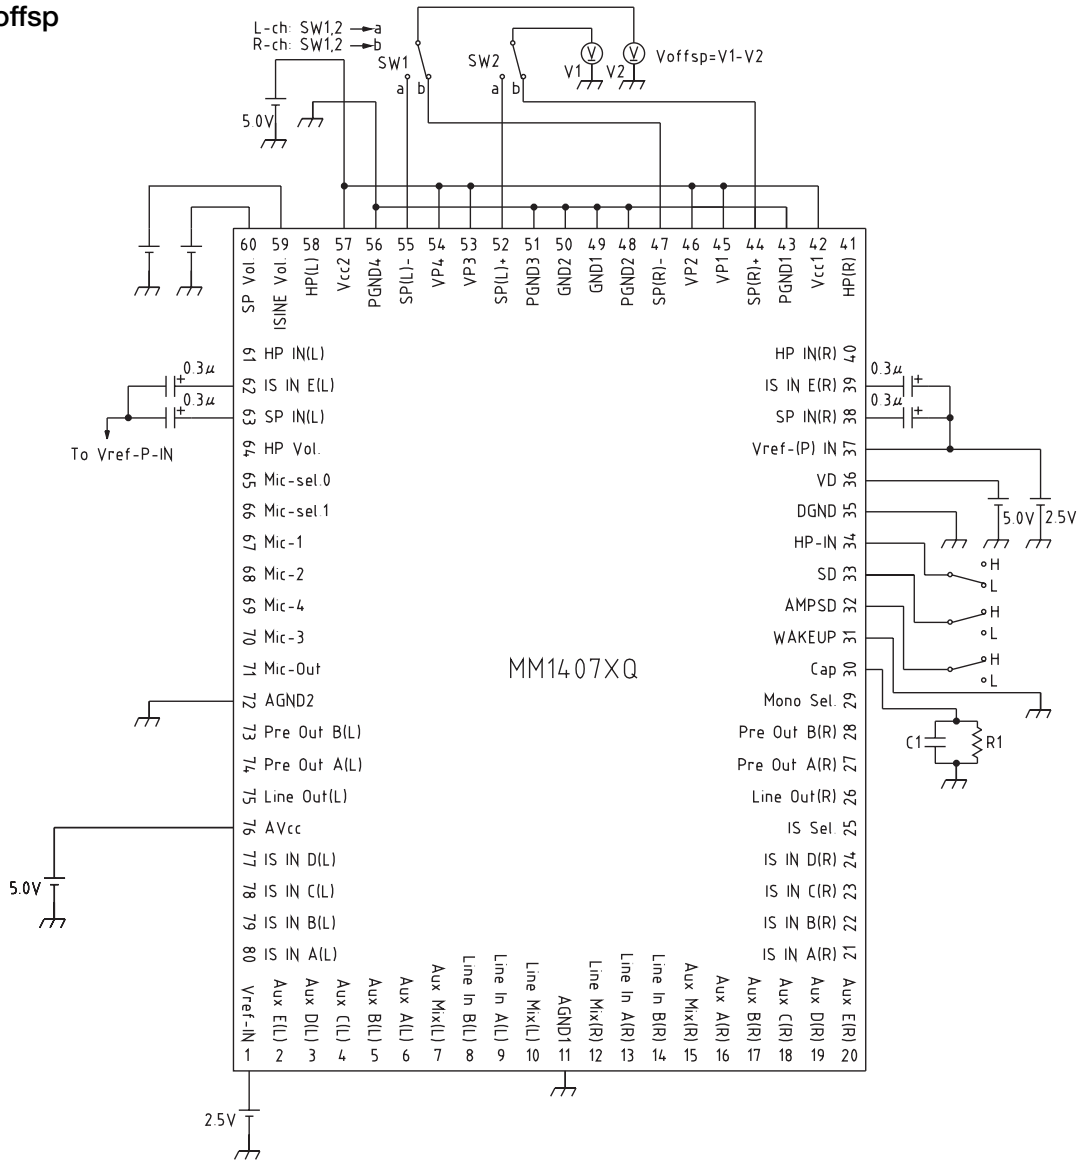 offsp
L-ch: SW1,2 → a
R-ch: SW1,2 → b
SW1
SW2
a
b
a
b
V
V
V1
V2
Voffsp=V1-V2
5.0V
60 59 58 57 56 55 54 53 52 51 50 49 48 47 46 45 44 43 42 41
SP Vol.
ISINE Vol.
HP(L)
Vcc2
PGND4
SP(L)-
VP4
VP3
SP(L)+
PGND3
GND2
GND1
PGND2
SP(R)-
VP2
VP1
SP(R)+
PGND1
Vcc1
HP(R)
61 HP IN(L)
62 IS IN E(L)
63 SP IN(L)
64 HP Vol.
65 Mic-sel.0
66 Mic-sel.1
67 Mic-1
68 Mic-2
69 Mic-4
70 Mic-3
71 Mic-Out
72 AGND2
73 Pre Out B(L)
74 Pre Out A(L)
75 Line Out(L)
76 AVcc
77 IS IN D(L)
78 IS IN C(L)
79 IS IN B(L)
80 IS IN A(L)
0.3μ
+
0.3μ
+
To Vref-P-IN
5.0V
MM1407XQ
HP IN(R) 40
IS IN E(R) 39
SP IN(R) 38
Vref-(P) IN 37
VD 36
DGND 35
HP-IN 34
SD 33
AMPSD 32
WAKEUP 31
Cap 30
Mono Sel. 29
Pre Out B(R) 28
Pre Out A(R) 27
Line Out(R) 26
IS Sel. 25
IS IN D(R) 24
IS IN C(R) 23
IS IN B(R) 22
IS IN A(R) 21
0.3μ
+
0.3μ
+
5.0V
2.5V
H
L
H
L
H
L
C1
R1
Vref-IN
Aux E(L)
Aux D(L)
Aux C(L)
Aux B(L)
Aux A(L)
Aux Mix(L)
Line In B(L)
Line In A(L)
Line Mix(L)
AGND1
Line Mix(R)
Line In A(R)
Line In B(R)
Aux Mix(R)
Aux A(R)
Aux B(R)
Aux C(R)
Aux D(R)
Aux E(R)
1 2 3 4 5 6 7 8 9 10 11 12 13 14 15 16 17 18 19 20
2.5V